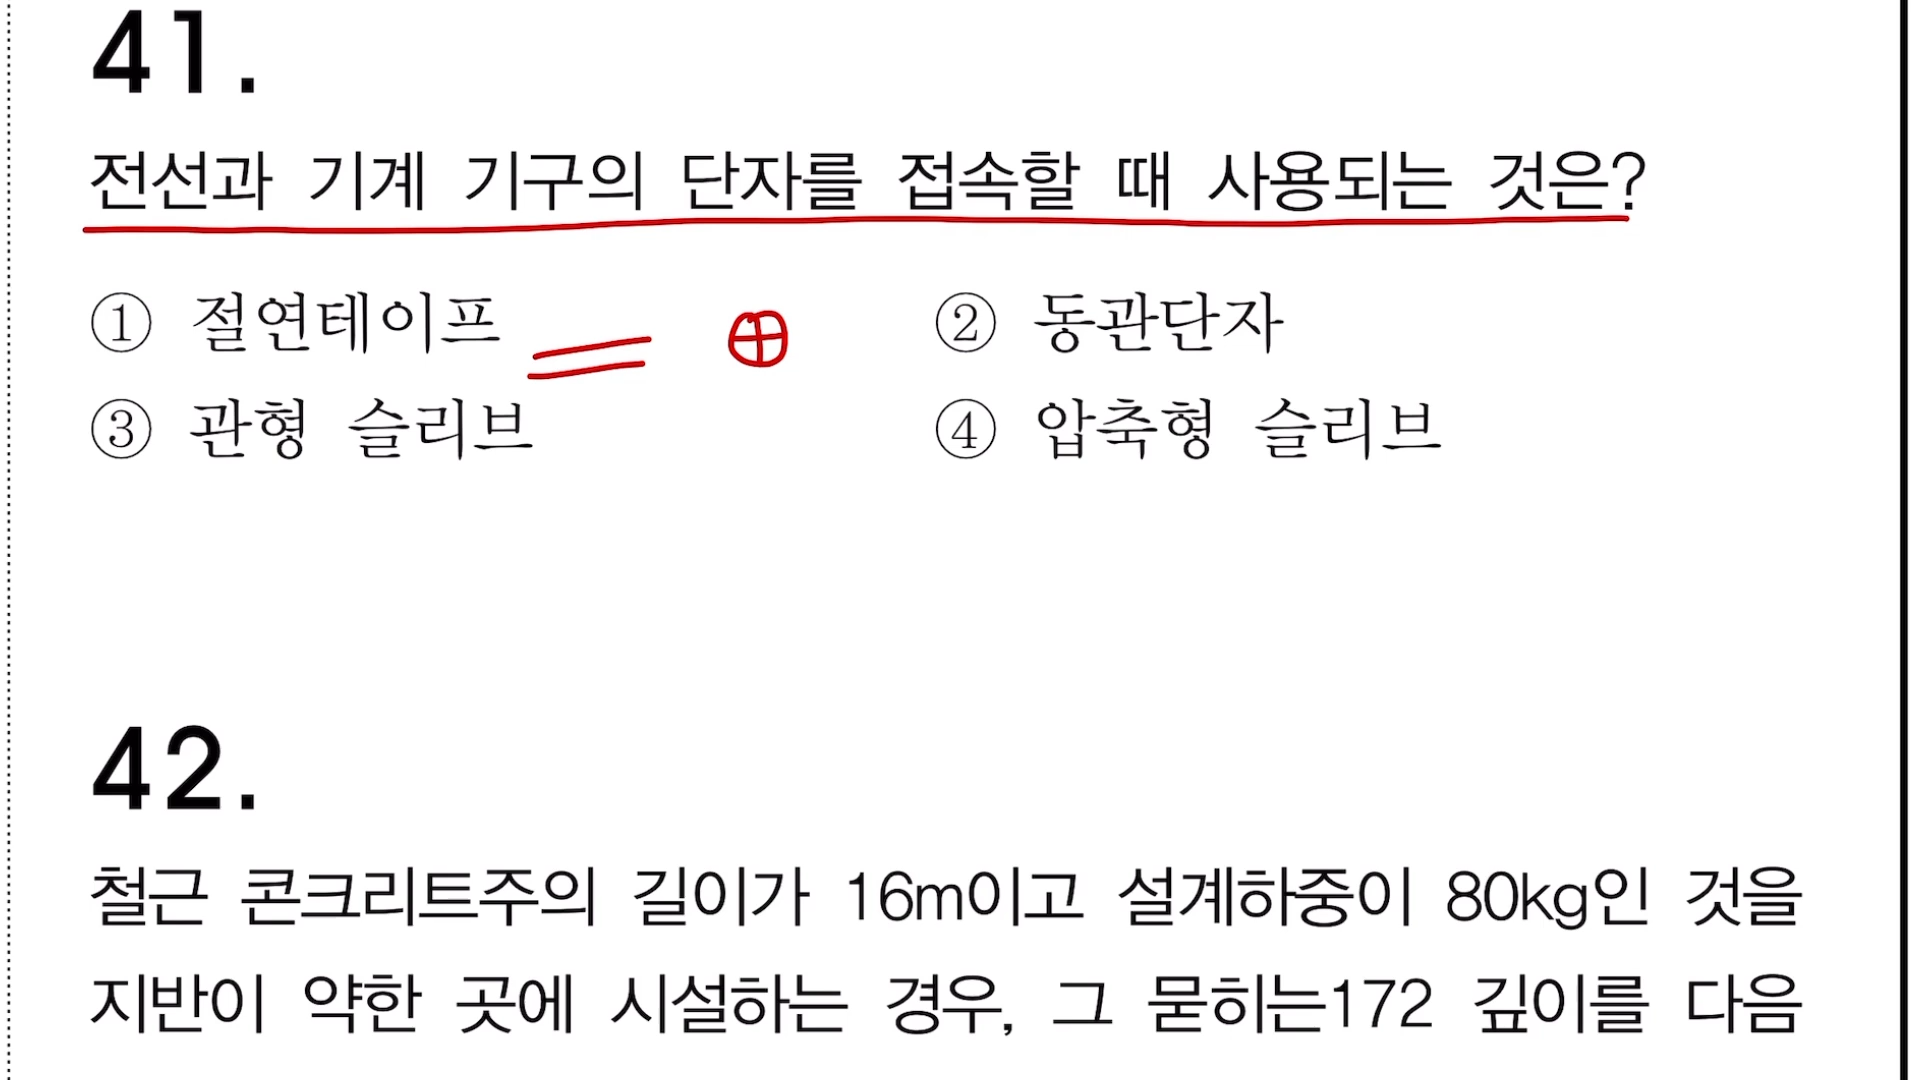 41.
전선과 기계 기구의 단자를 접속할 때 사용되는 것은?
① 절연테이프 ② 동관단자
③ 관형 슬리브 ④ 압축형 슬리브
42.
철근 콘크리트주의 길이가 16m이고 설계하중이 80kg인 것을
지반이 약한 곳에 시설하는 경우, 그 묻히는172 깊이를 다음